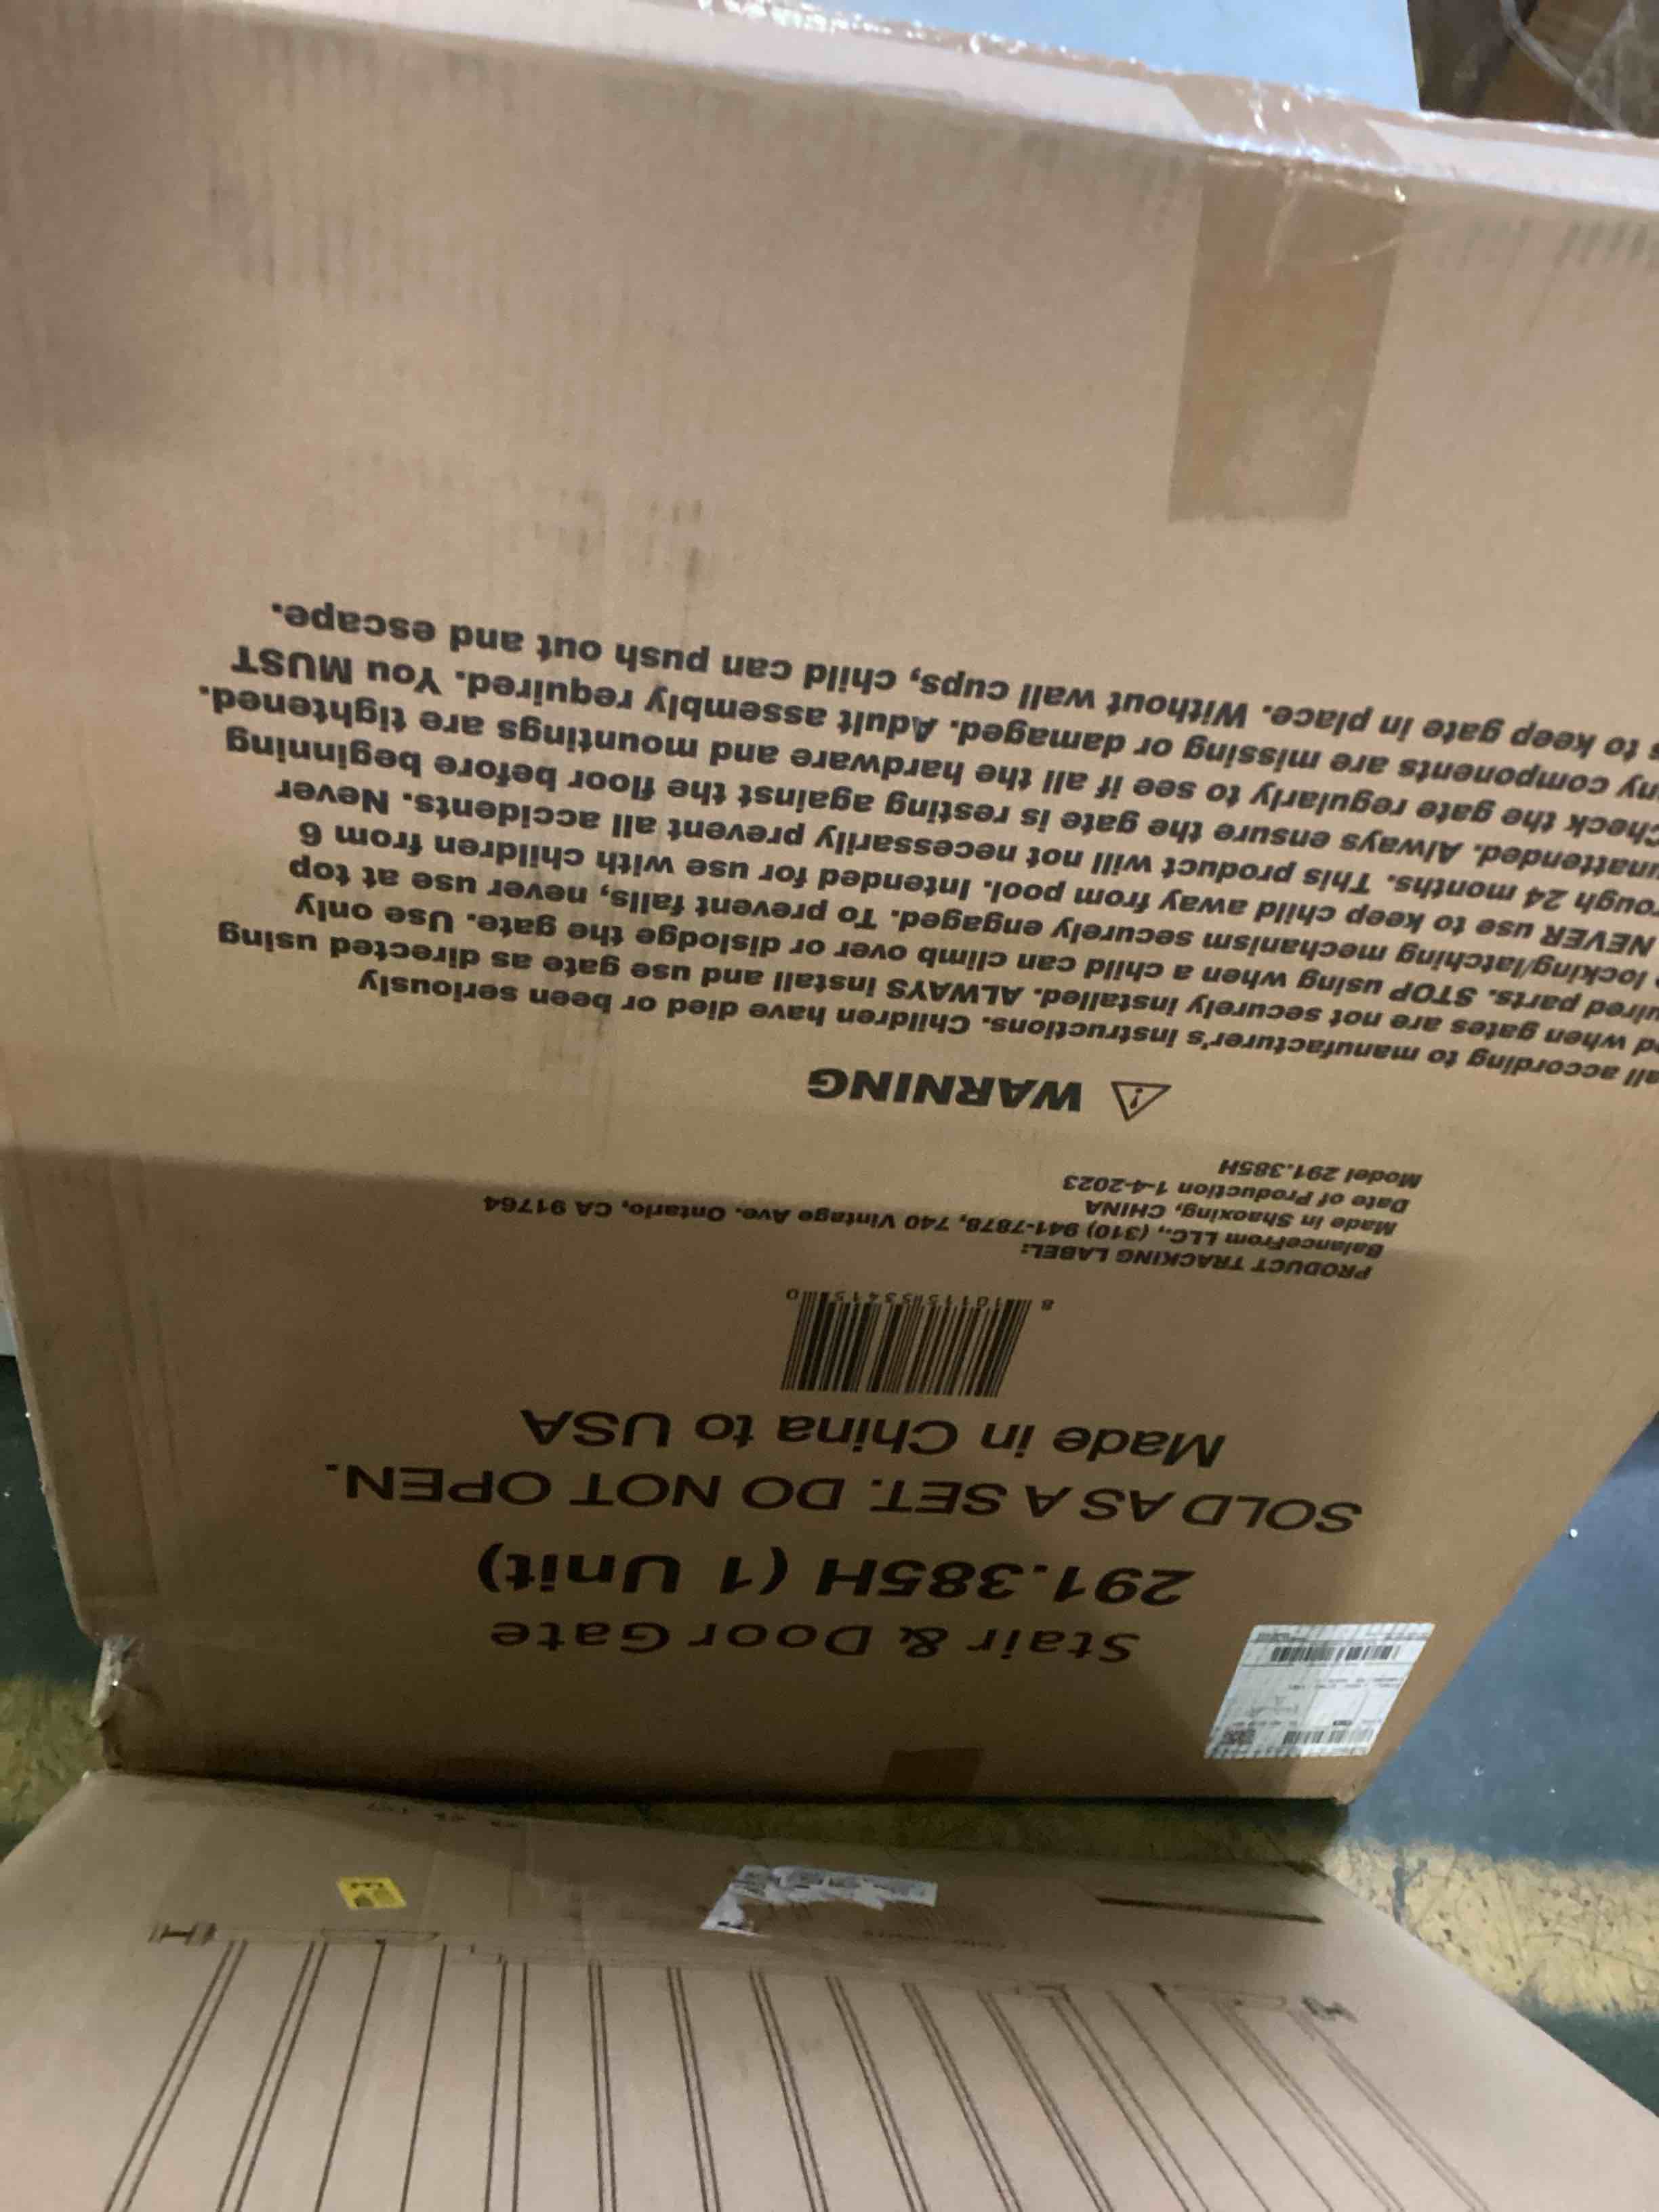 Stair & Door Gate
291.385H (1 Unit)
SOLD AS A SET. DO NOT OPEN.
Made in China to USA
8 10115 53415 0
PRODUCT TRACKING LABEL:
BalanceFrom LLC., (310) 941-7878, 740 Vintage Ave. Ontario, CA 91764
Made in Shaoxing, CHINA
Date of Production 1-4-2023
Model 291.385H
WARNING
all according to manufacturer's instructions. Children have died or been seriously
ed when gates are not securely installed. ALWAYS install and use gate as directed using
uired parts. STOP using when a child can climb over or dislodge the gate. Use only
locking/latching mechanism securely engaged. To prevent falls, never use at top
NEVER use to keep child away from pool. Intended for use with children from 6
rough 24 months. This product will not necessarily prevent all accidents. Never
unattended. Always ensure the gate is resting against the floor before beginning
check the gate regularly to see if all the hardware and mountings are tightened.
ny components are missing or damaged. Adult assembly required. You MUST
s to keep gate in place. Without wall cups, child can push out and escape.